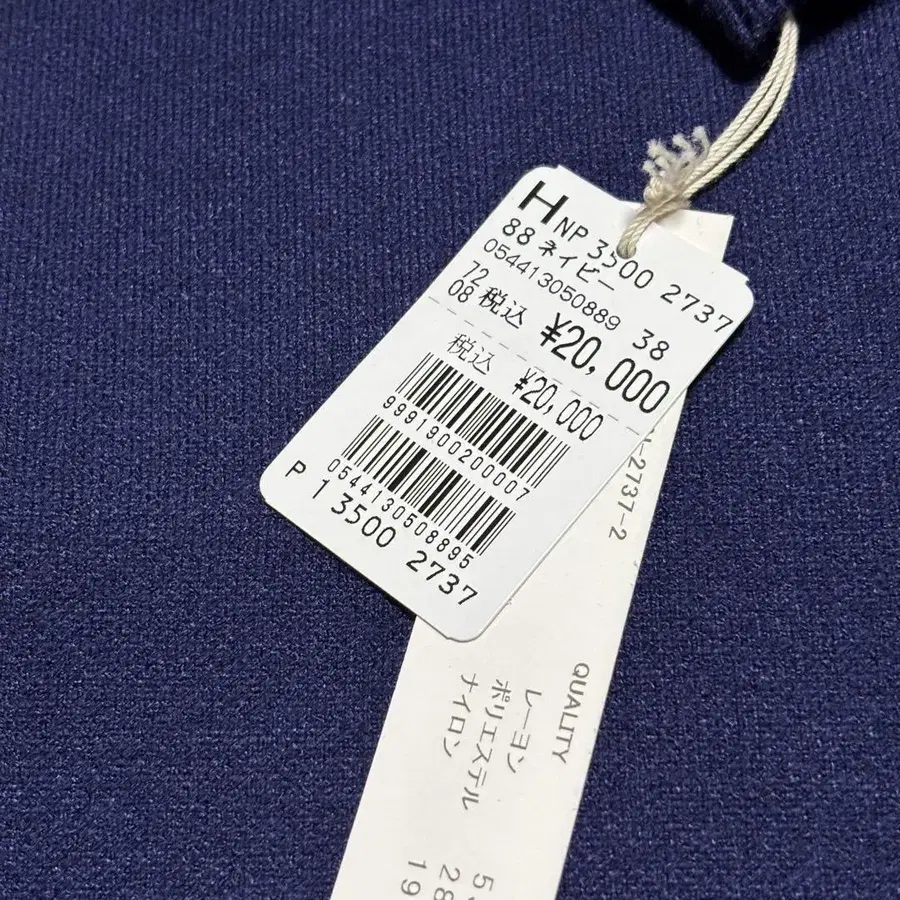 H NP 3500 2737
88 ネイビー
054413050889 38
72
08 税込 ¥20,000
税込 ¥20,000
9991900200007
0544130508895
P 13500 2737
-2737-2
QUALITY
レーヨン
ポリエステル 28
ナイロン 19